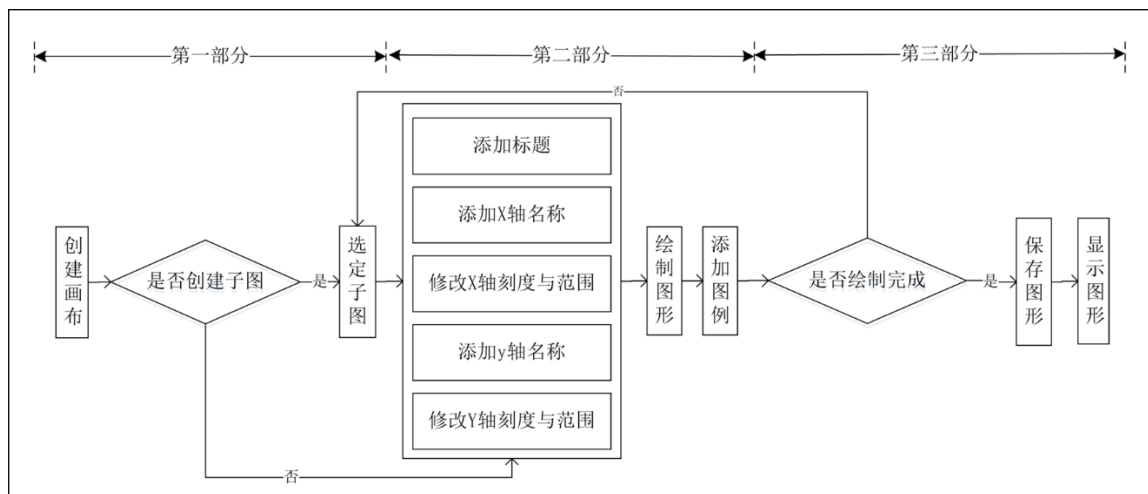 第一部分
第二部分
第三部分
否
创建画布
是否创建子图
是
选定子图
添加标题
添加X轴名称
修改X轴刻度与范围
添加y轴名称
修改Y轴刻度与范围
绘制图形
添加图例
是否绘制完成
是
保存图形
显示图形
否